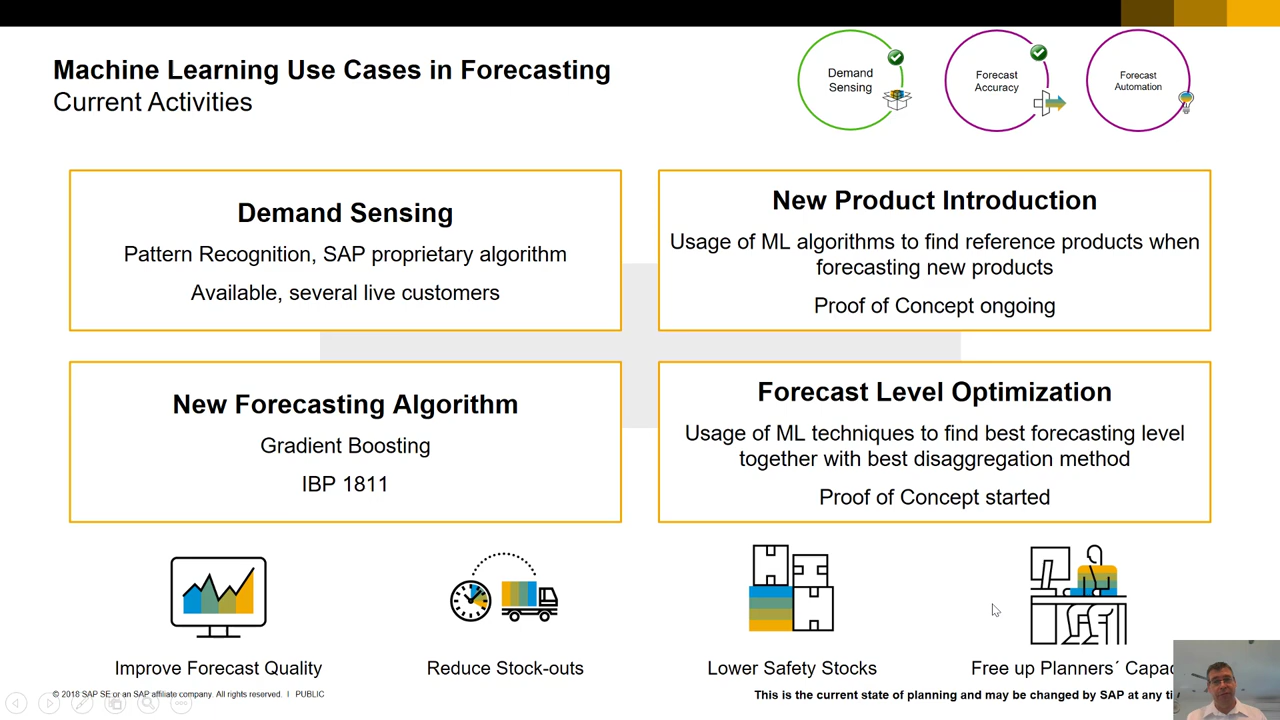 Machine Learning Use Cases in Forecasting
Current Activities
Demand
Sensing
Forecast
Accuracy
Forecast
Automation
Demand Sensing
Pattern Recognition, SAP proprietary algorithm
Available, several live customers
New Product Introduction
Usage of ML algorithms to find reference products when
forecasting new products
Proof of Concept ongoing
New Forecasting Algorithm
Gradient Boosting
IBP 1811
Forecast Level Optimization
Usage of ML techniques to find best forecasting level
together with best disaggregation method
Proof of Concept started
Improve Forecast Quality
Reduce Stock-outs
Lower Safety Stocks
Free up Planners´
© 2018 SAP SE or an SAP affiliate company. All rights reserved. | PUBLIC
This is the current state of planning and may be changed by SAP at any